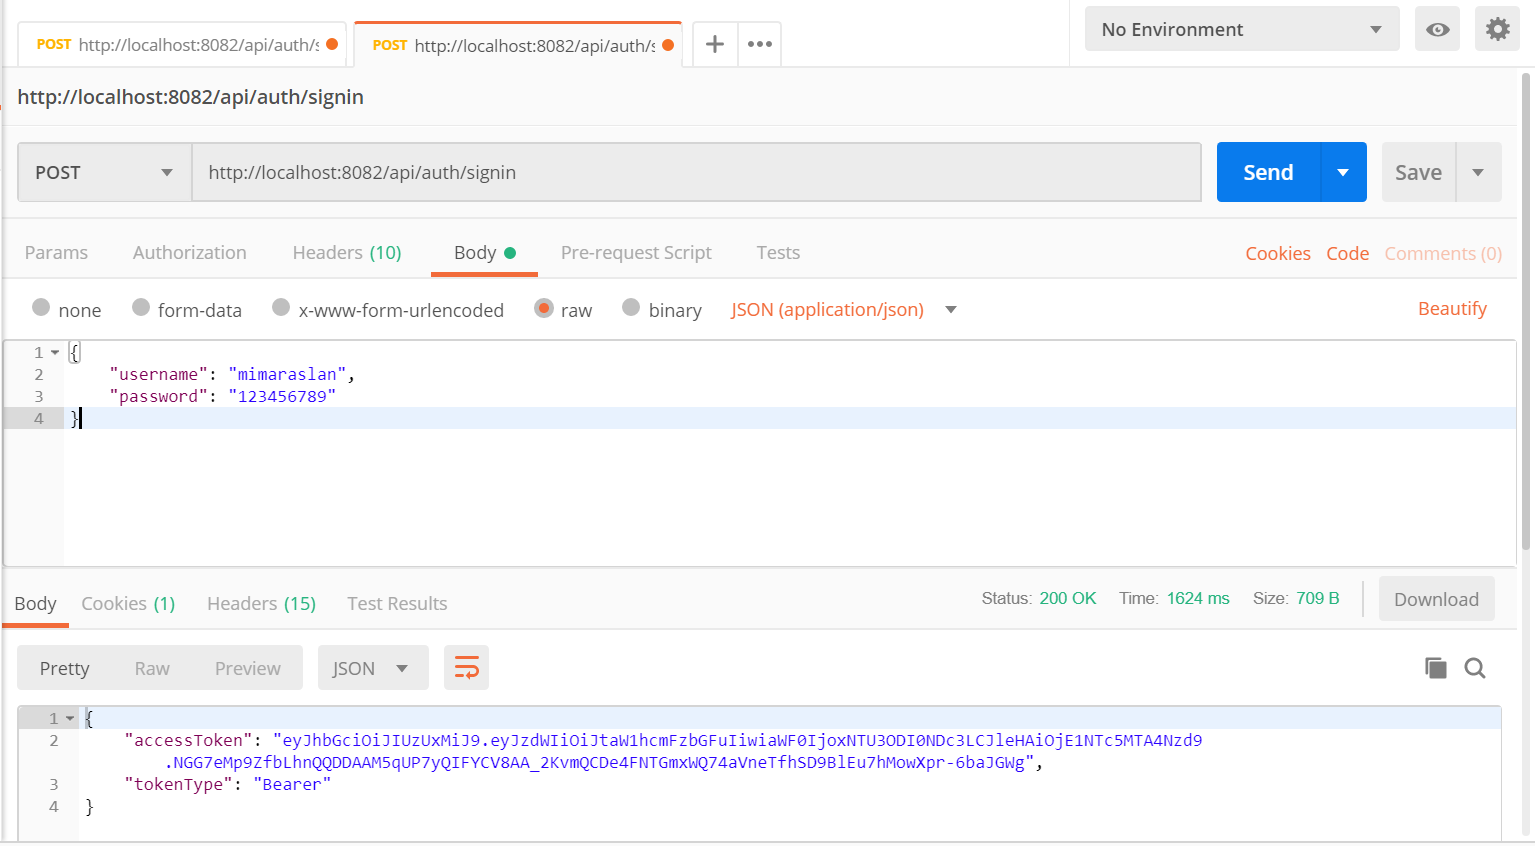 POST http://localhost:8082/api/auth/s
POST http://localhost:8082/api/auth/s
No Environment
http://localhost:8082/api/auth/signin
POST http://localhost:8082/api/auth/signin Send Save
Params Authorization Headers (10) Body Pre-request Script Tests Cookies Code Comments (0)
none form-data x-www-form-urlencoded raw binary JSON (application/json) Beautify
1 {
2 "username": "mimaraslan",
3 "password": "123456789"
4 }
Body Cookies (1) Headers (15) Test Results Status: 200 OK Time: 1624 ms Size: 709 B Download
Pretty Raw Preview JSON
1 {
2 "accessToken": "eyJhbGciOiJIUzUxMiJ9.eyJzdWIiOiJtaW1hcmFzbGFuIiwiaWF0IjoxNTU3ODI0NDc3LCJleHAiOjE1NTc5MTA4Nzd9
.NGG7eMp9ZfbLhnQQDDAAM5qUP7yQIFYCV8AA_2KvmQCDe4FNTGmxWQ74aVneTfhSD9BlEu7hMowXpr-6baJGWg",
3 "tokenType": "Bearer"
4 }